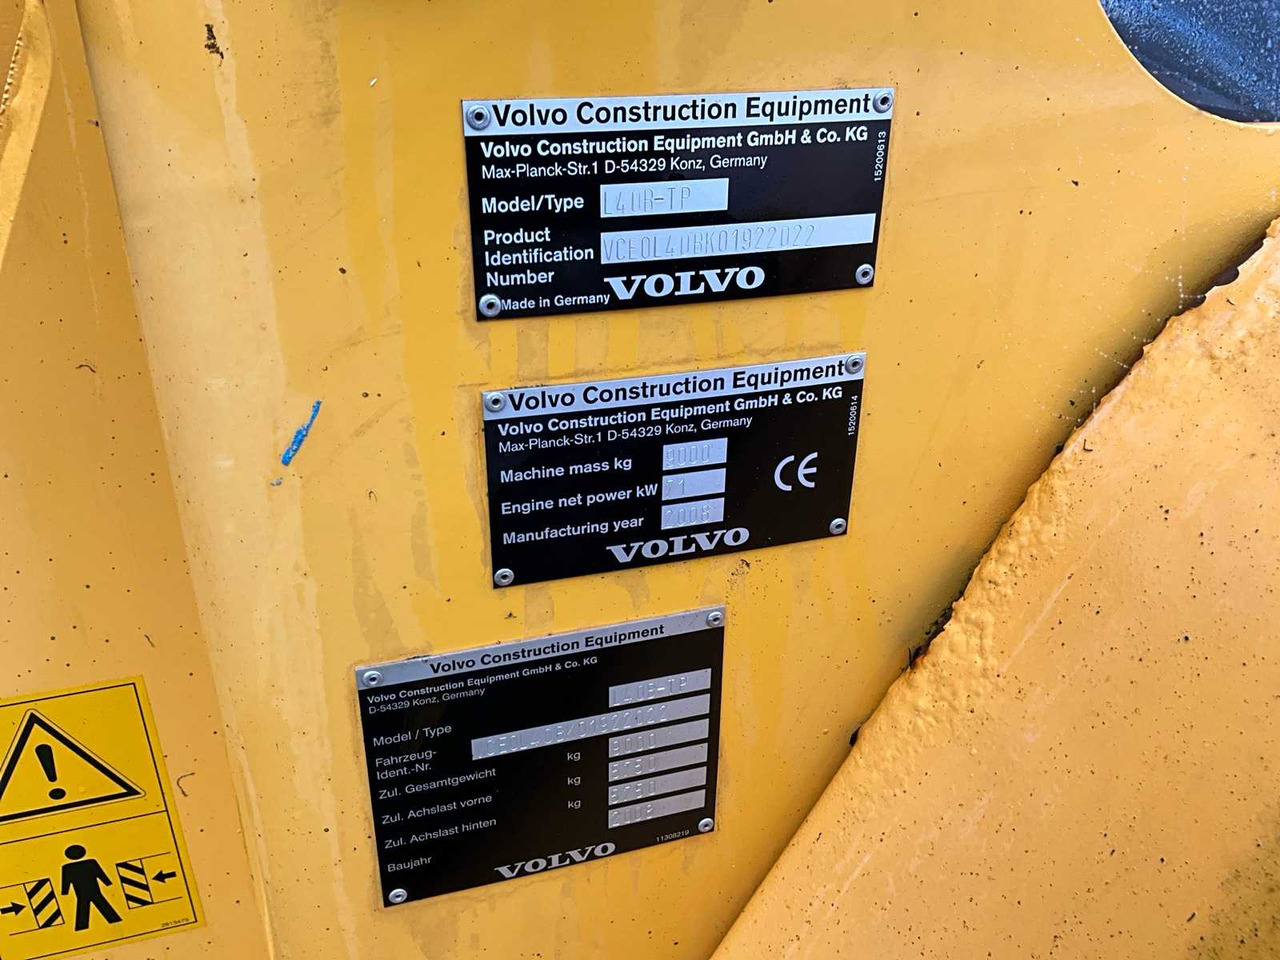 Volvo Construction Equipment
Volvo Construction Equipment GmbH & Co. KG
Max-Planck-Str.1 D-54329 Konz, Germany
Model/Type L40B-TP
Product
Identification
Number
VCE0L40BK01922022
Made in Germany VOLVO
15200613
Volvo Construction Equipment
Volvo Construction Equipment GmbH & Co. KG
Max-Planck-Str.1 D-54329 Konz, Germany
Machine mass kg 9000
Engine net power kW 71
Manufacturing year 2008
CE
VOLVO
15200614
Volvo Construction Equipment
Volvo Construction Equipment GmbH & Co. KG
D-54329 Konz, Germany
Model / Type L40B-TP
Fahrzeug-
Ident.-Nr.
Zul. Gesamtgewicht kg 9000
Zul. Achslast vorne kg
Zul. Achslast hinten kg
Baujahr 2008
VOLVO
11308219